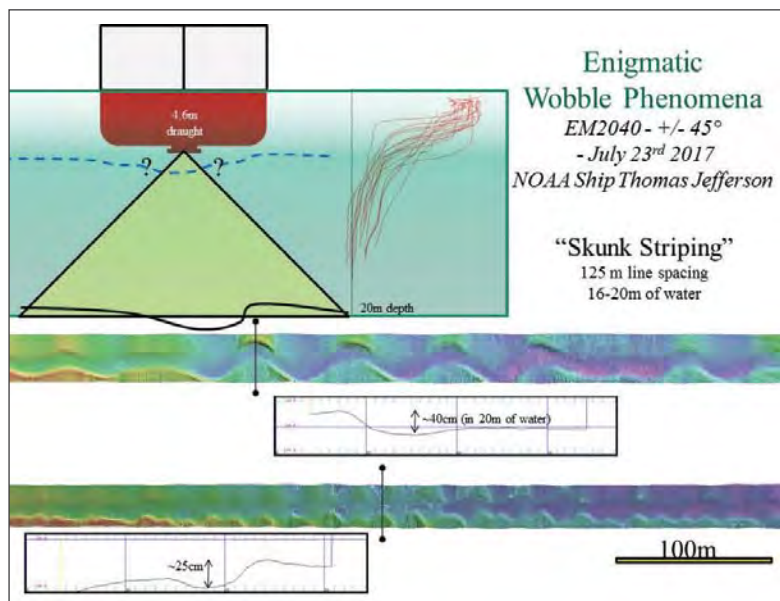 Enigmatic
Wobble Phenomena
EM2040 - +/- 45°
- July 23rd 2017
NOAA Ship Thomas Jefferson
"Skunk Striping"
125 m line spacing
16-20m of water
4.6m
draught
? ?
20m depth
~40cm (in 20m of water)
~25cm
100m